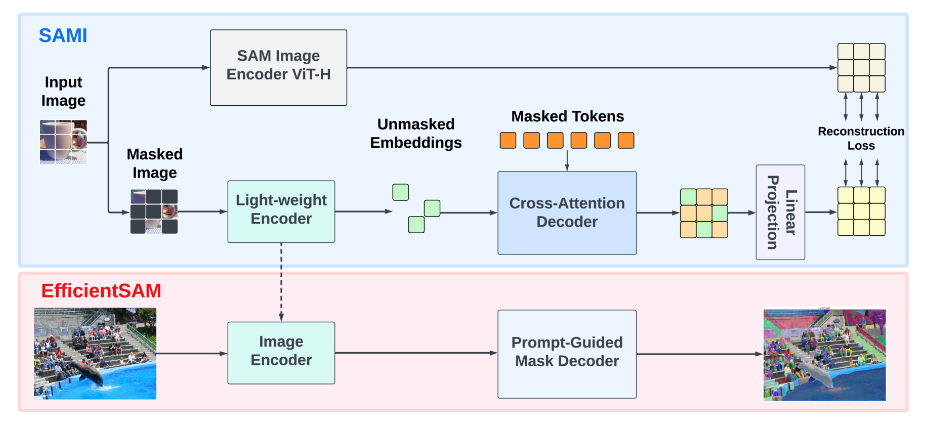 SAMI
SAM Image
Encoder ViT-H
Input
Image
Masked
Image
Unmasked
Embeddings
Masked Tokens
Reconstruction
Loss
Light-weight
Encoder
Cross-Attention
Decoder
Linear
Projection
EfficientSAM
Image
Encoder
Prompt-Guided
Mask Decoder